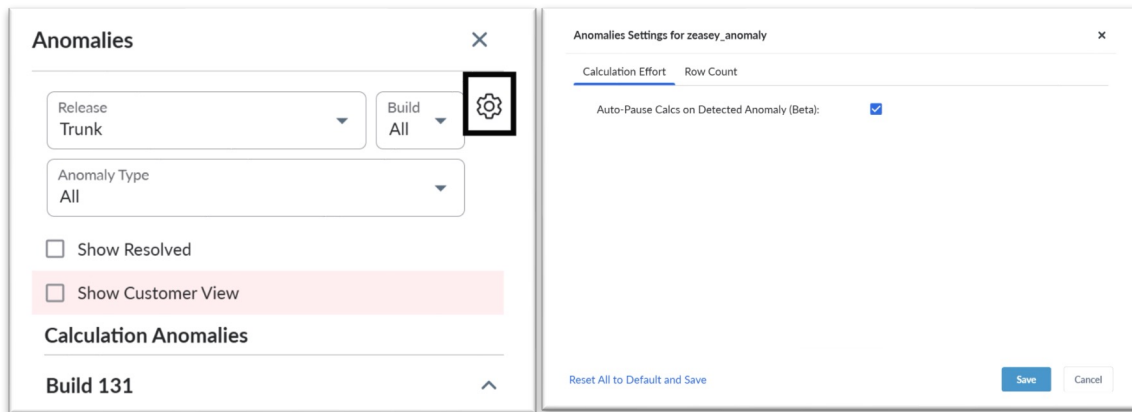 Anomalies
Release
Trunk
Build
All
Anomaly Type
All
Show Resolved
Show Customer View
Calculation Anomalies
Build 131
Anomalies Settings for zeasey_anomaly
Calculation Effort Row Count
Auto-Pause Calcs on Detected Anomaly (Beta):
Reset All to Default and Save
Save Cancel